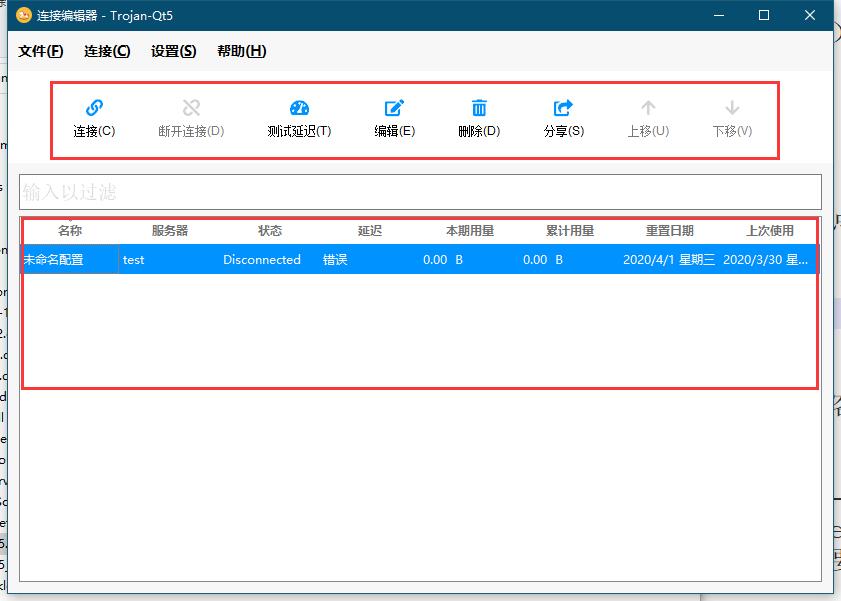 连接编辑器 - Trojan-Qt5
文件(F) 连接(C) 设置(S) 帮助(H)
连接(C) 断开连接(D) 测试延迟(T) 编辑(E) 删除(D) 分享(S) 上移(U) 下移(V)
输入以过滤
名称 服务器 状态 延迟 本期用量 累计用量 重置日期 上次使用
未命名配置 test Disconnected 错误 0.00 B 0.00 B 2020/4/1 星期三 2020/3/30 星...